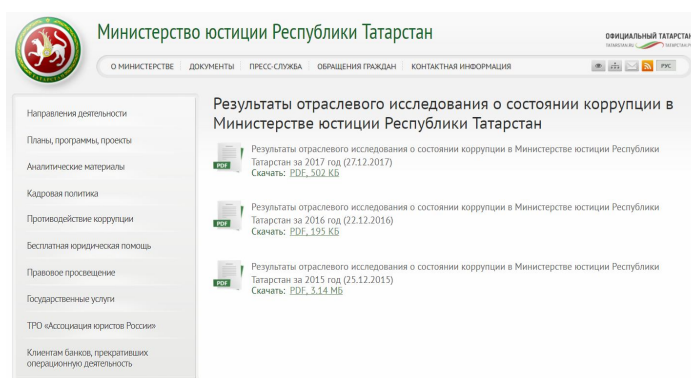 Министерство юстиции Республики Татарстан
ОФИЦИАЛЬНЫЙ ТАТАРСТАН
О МИНИСТЕРСТВЕ ДОКУМЕНТЫ ПРЕСС-СЛУЖБА ОБРАЩЕНИЯ ГРАЖДАН КОНТАКТНАЯ ИНФОРМАЦИЯ
РУС
Направления деятельности
Планы, программы, проекты
Аналитические материалы
Кадровая политика
Противодействие коррупции
Бесплатная юридическая помощь
Правовое просвещение
Государственные услуги
ТРО «Ассоциация юристов России»
Клиентам банков, прекративших
операционную деятельность
Результаты отраслевого исследования о состоянии коррупции в
Министерстве юстиции Республики Татарстан
PDF
Результаты отраслевого исследования о состоянии коррупции в Министерстве юстиции Республики
Татарстан за 2017 год (27.12.2017)
Скачать: PDF, 502 КБ
PDF
Результаты отраслевого исследования о состоянии коррупции в Министерстве юстиции Республики
Татарстан за 2016 год (22.12.2016)
Скачать: PDF, 195 КБ
PDF
Результаты отраслевого исследования о состоянии коррупции в Министерстве юстиции Республики
Татарстан за 2015 год (25.12.2015)
Скачать: PDF, 3.14 МБ